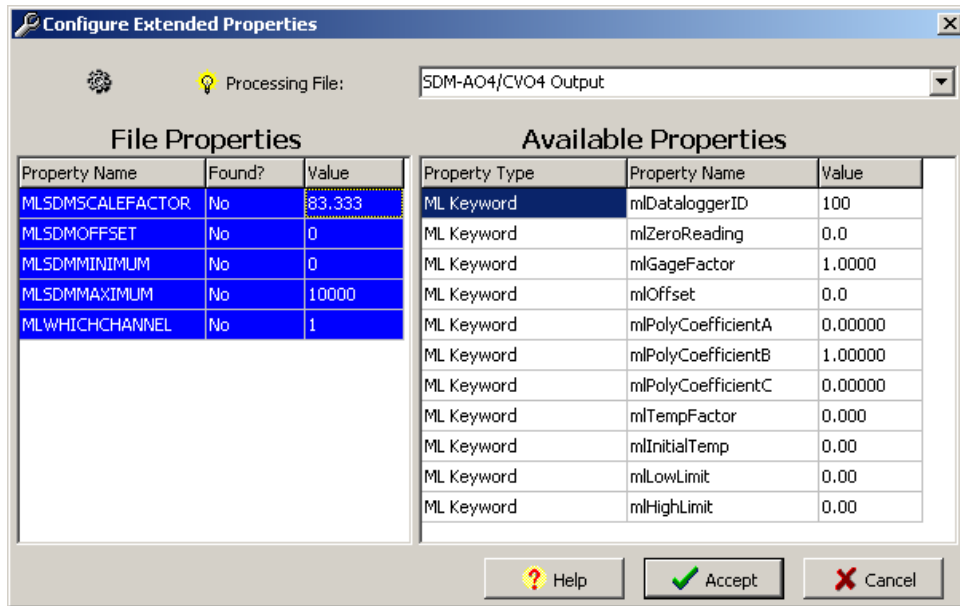 Configure Extended Properties
Processing File: SDM-AO4/CVO4 Output
File Properties
Property Name Found? Value
MLSDMSCALEFACTOR No 83.333
MLSDMOFFSET No 0
MLSDMMINIMUM No 0
MLSDMMAXIMUM No 10000
MLWHICHCHANNEL No 1
Available Properties
Property Type Property Name Value
ML Keyword mlDataloggerID 100
ML Keyword mlZeroReading 0.0
ML Keyword mlGageFactor 1.0000
ML Keyword mlOffset 0.0
ML Keyword mlPolyCoefficientA 0.00000
ML Keyword mlPolyCoefficientB 1.00000
ML Keyword mlPolyCoefficientC 0.00000
ML Keyword mlTempFactor 0.000
ML Keyword mlInitialTemp 0.00
ML Keyword mlLowLimit 0.00
ML Keyword mlHighLimit 0.00
? Help
Accept
Cancel